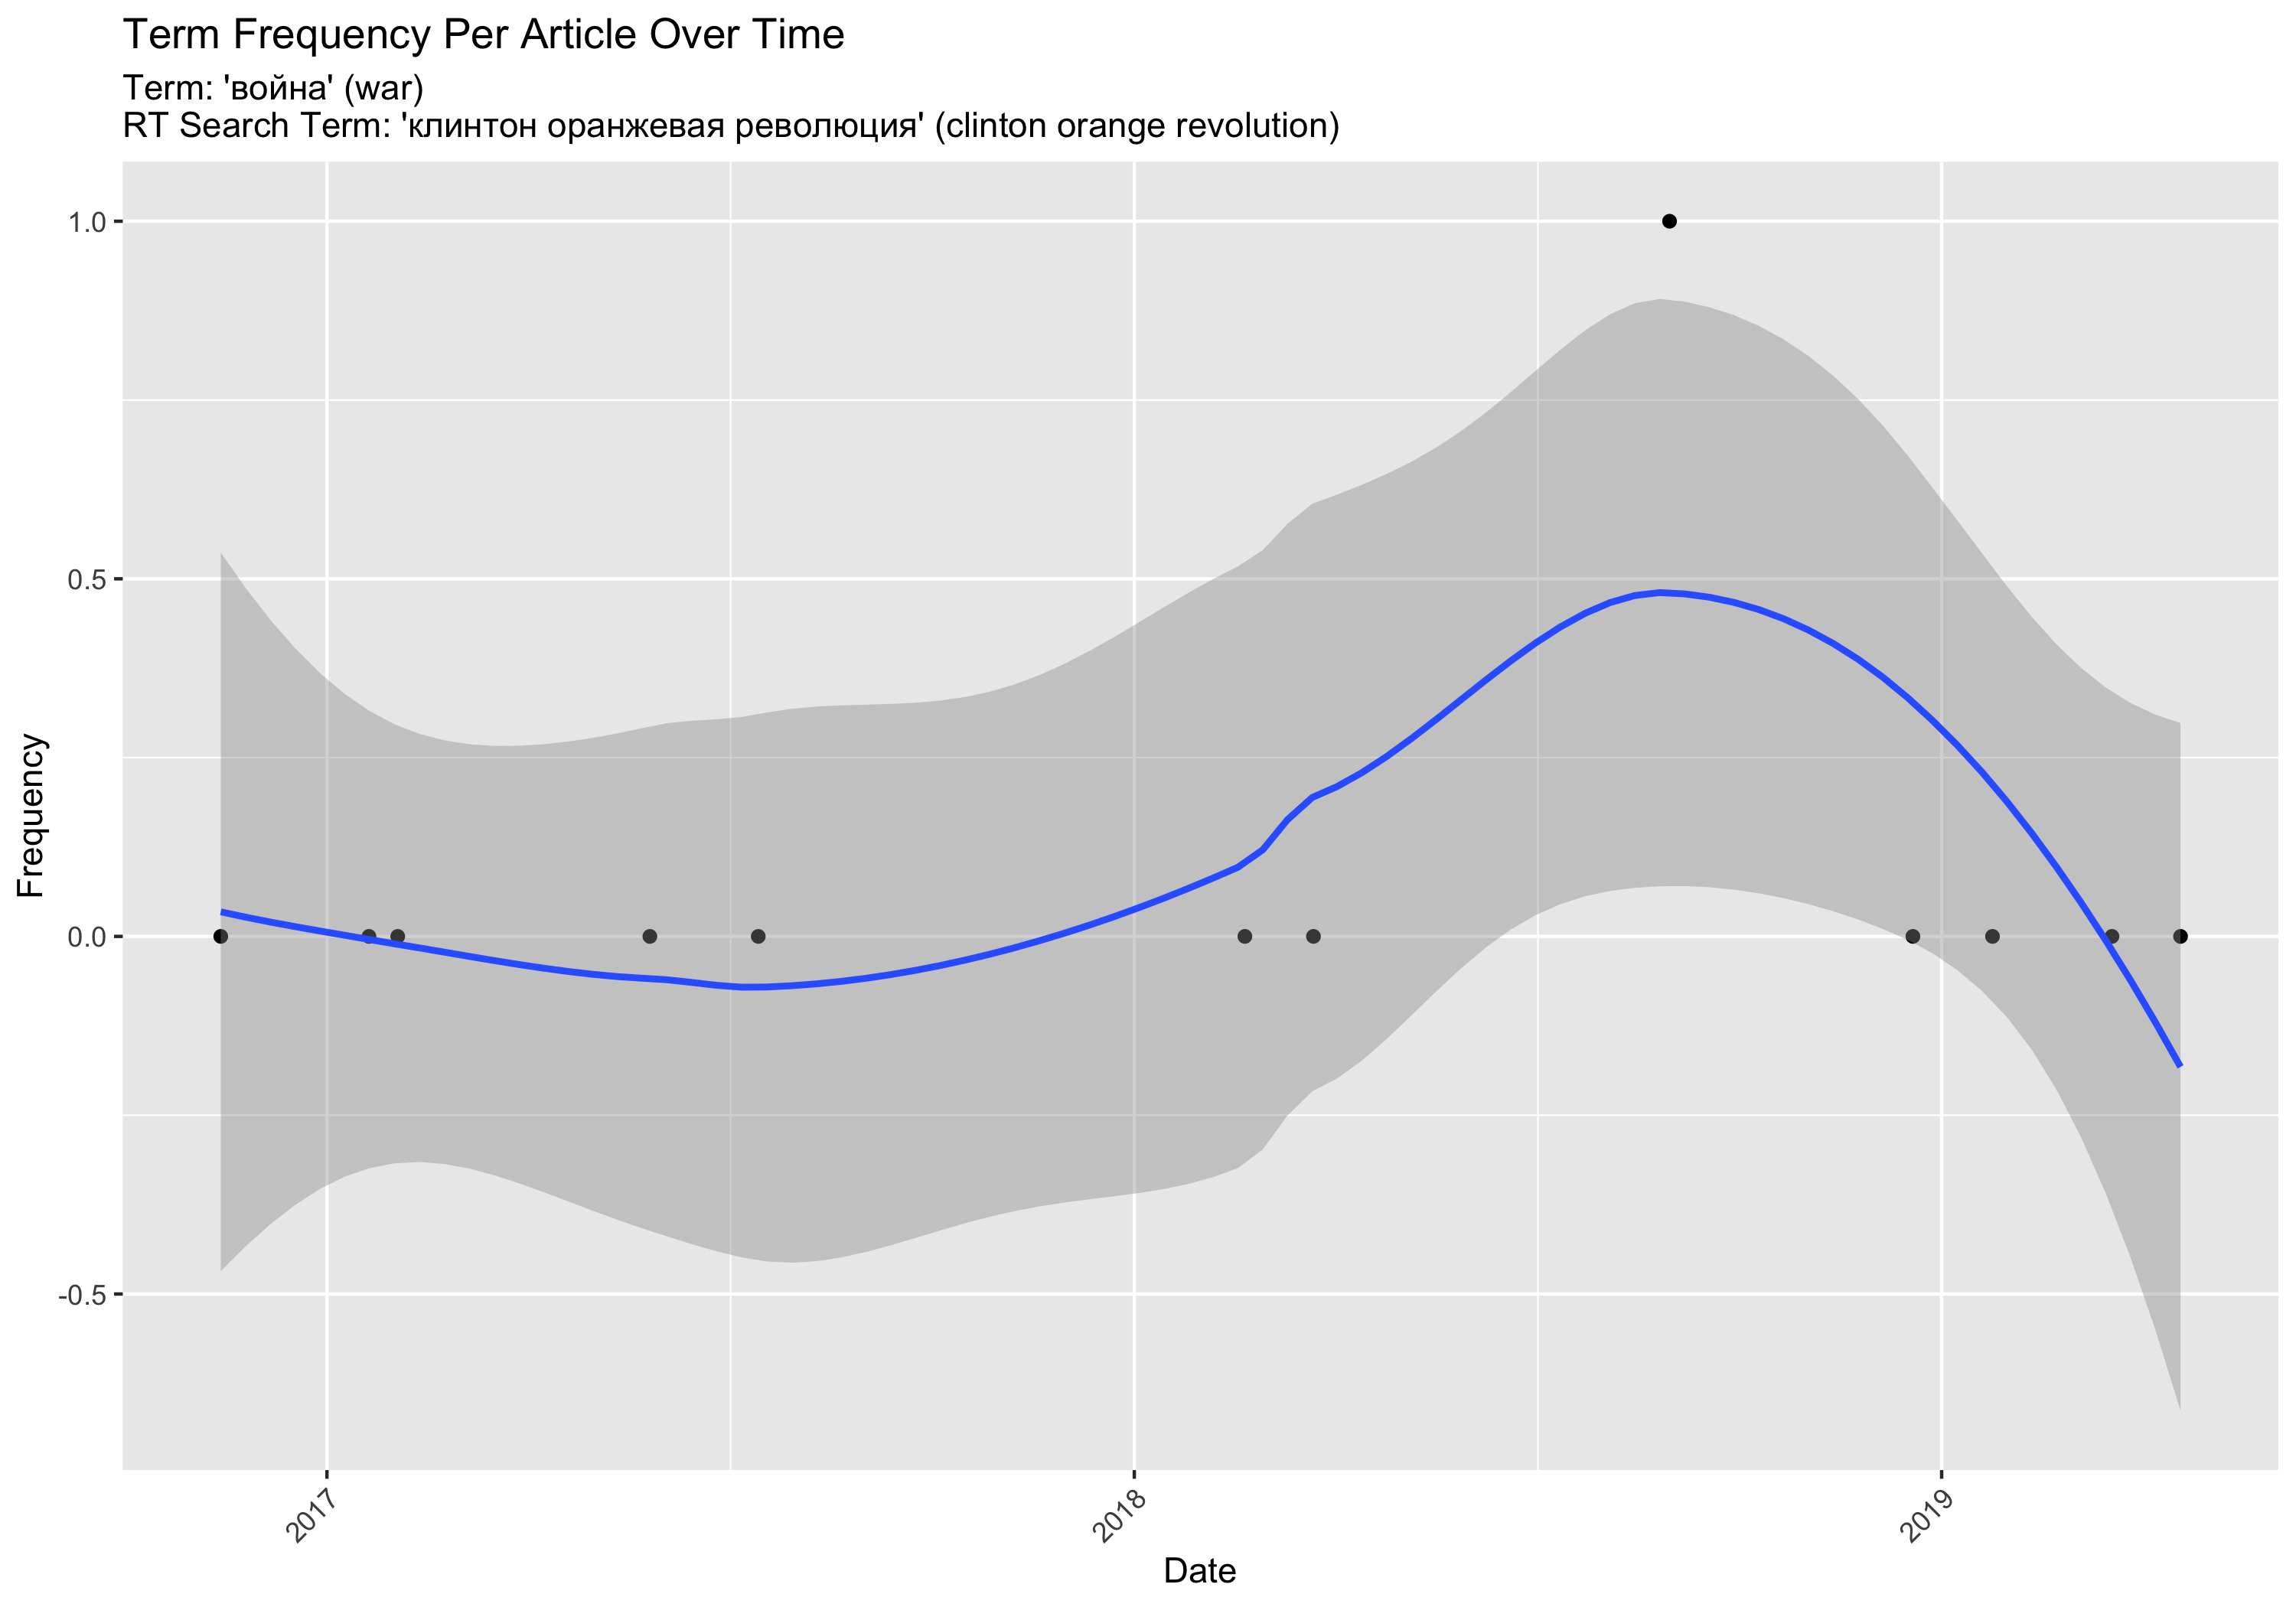 Term Frequency Per Article Over Time
Term: 'война' (war)
RT Search Term: 'клинтон оранжевая революция' (clinton orange revolution)
1.0
0.5
0.0
-0.5
Frequency
2017
2018
2019
Date